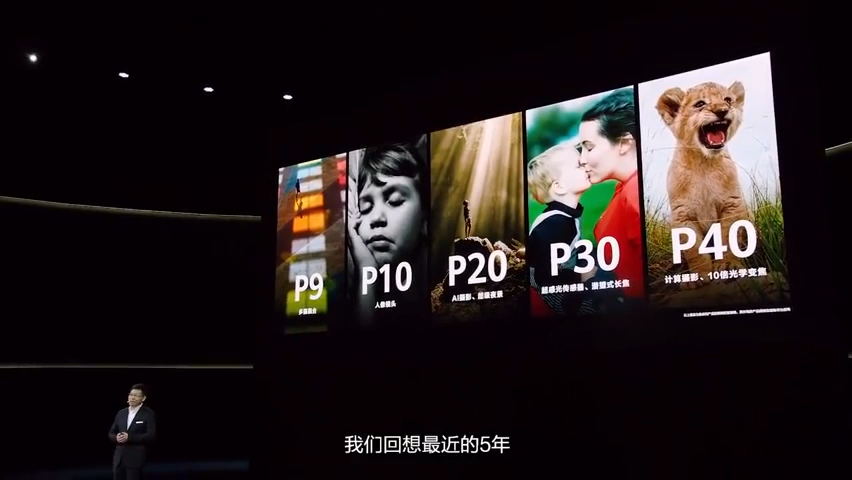 P9
P10
人像镜头
P20
AI摄影、超级夜景
P30
超感光传感器、潜望式长焦
P40
计算摄影、10倍光学变焦
我们回想最近的5年